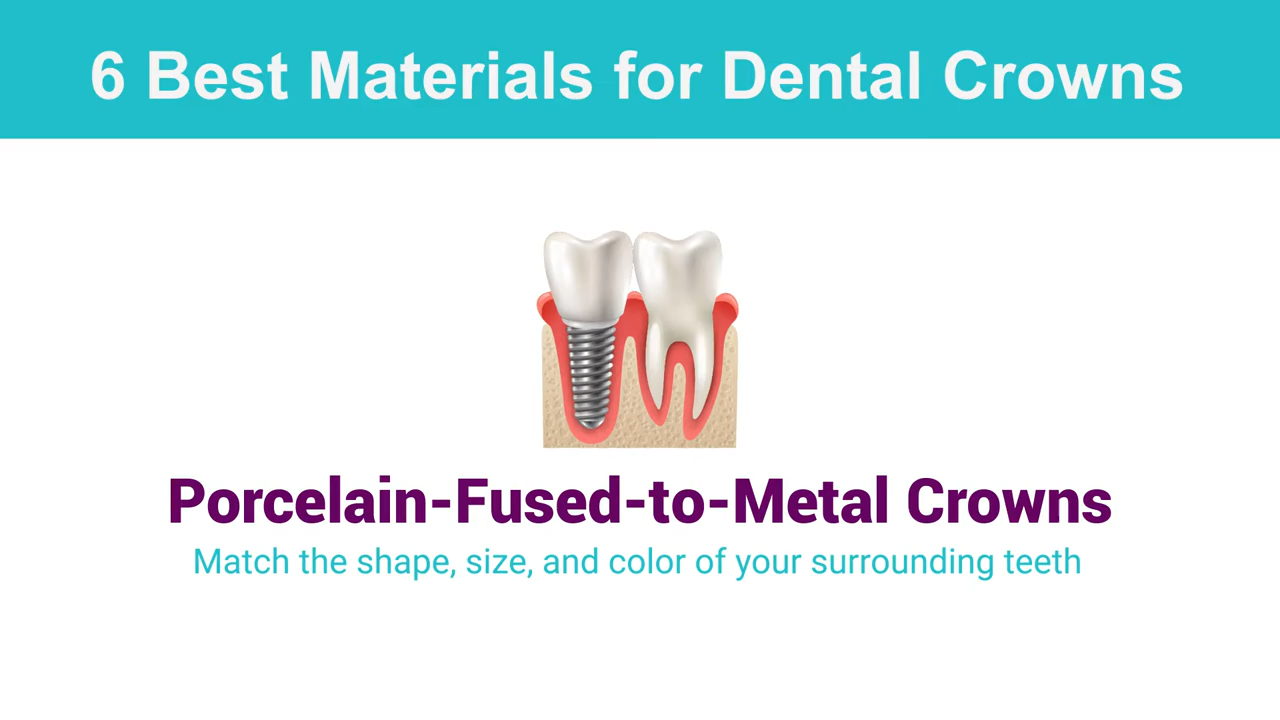 6 Best Materials for Dental Crowns
Porcelain-Fused-to-Metal Crowns
Match the shape, size, and color of your surrounding teeth